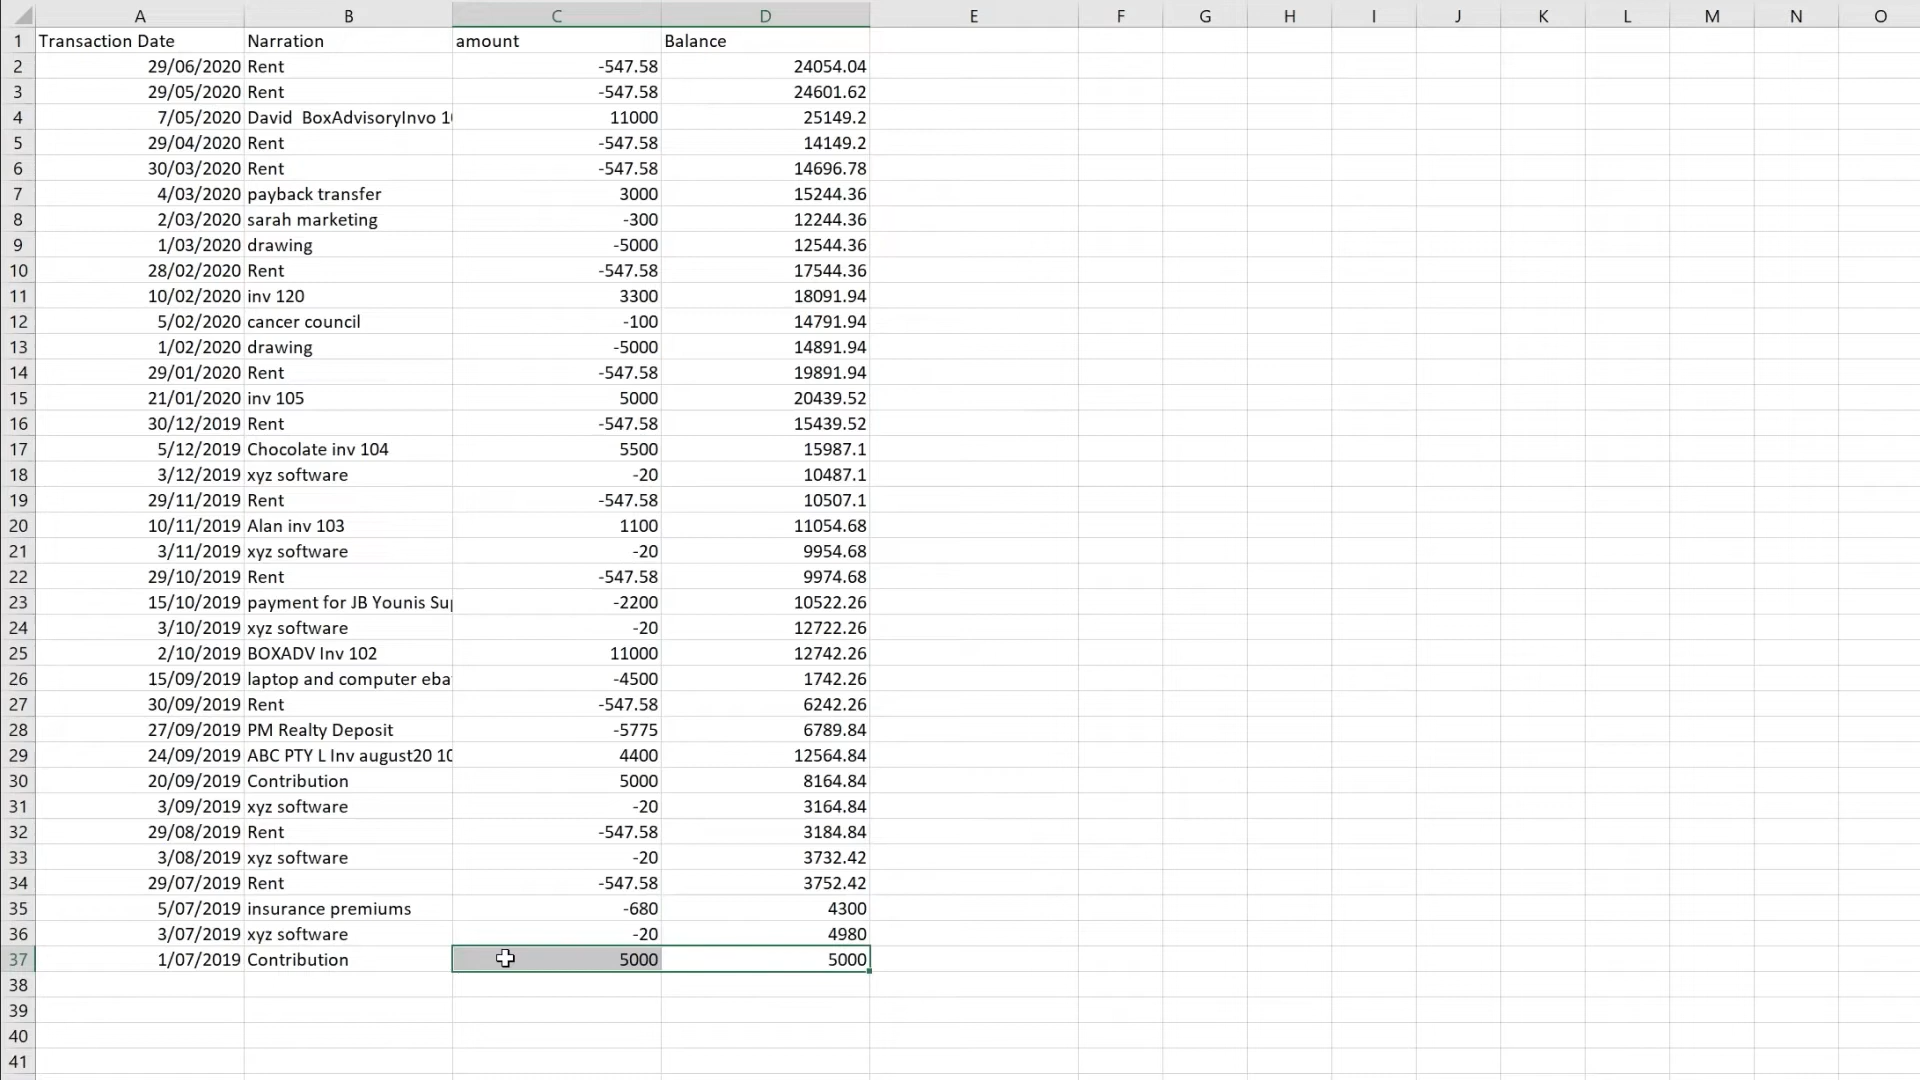 A B C D E F G H I J K L M N O
1 Transaction Date Narration amount Balance
2 29/06/2020 Rent -547.58 24054.04
3 29/05/2020 Rent -547.58 24601.62
4 7/05/2020 David BoxAdvisoryInvo 25149.2 11000
5 29/04/2020 Rent -547.58 14149.2
6 30/03/2020 Rent -547.58 14696.78
7 4/03/2020 payback transfer 3000 15244.36
8 2/03/2020 sarah marketing -300 12244.36
9 1/03/2020 drawing -5000 12544.36
10 28/02/2020 Rent -547.58 17544.36
11 10/02/2020 inv 120 3300 18091.94
12 5/02/2020 cancer council -100 14791.94
13 1/02/2020 drawing -5000 14891.94
14 29/01/2020 Rent -547.58 19891.94
15 21/01/2020 inv 105 5000 20439.52
16 30/12/2019 Rent -547.58 15439.52
17 5/12/2019 Chocolate inv 104 5500 15987.1
18 3/12/2019 xyz software -20 10487.1
19 29/11/2019 Rent -547.58 10507.1
20 10/11/2019 Alan inv 103 1100 11054.68
21 3/11/2019 xyz software -20 9954.68
22 29/10/2019 Rent -547.58 9974.68
23 15/10/2019 payment for JB Younis -2200 10522.26
24 3/10/2019 xyz software -20 12722.26
25 2/10/2019 BOXADV Inv 102 11000 12742.26
26 15/09/2019 laptop and computer eba -4500 1742.26
27 30/09/2019 Rent -547.58 6242.26
28 27/09/2019 PM Realty Deposit -5775 6789.84
29 24/09/2019 ABC PTY L Inv august20 4400 12564.84
30 20/09/2019 Contribution 5000 8164.84
31 3/09/2019 xyz software -20 3164.84
32 29/08/2019 Rent -547.58 3184.84
33 3/08/2019 xyz software -20 3732.42
34 29/07/2019 Rent -547.58 3752.42
35 5/07/2019 insurance premiums -680 4300
36 3/07/2019 xyz software -20 4980
37 1/07/2019 Contribution 5000 5000
38
39
40
41